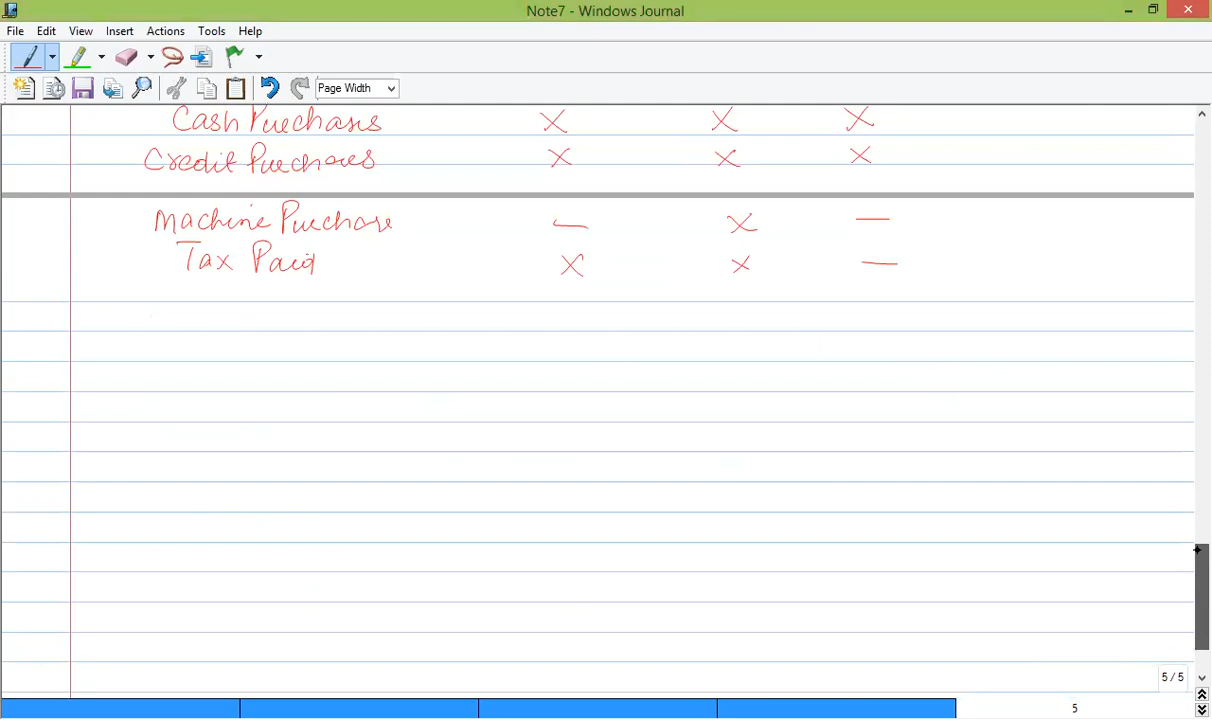 Note7 - Windows Journal
File Edit View Insert Actions Tools Help
Page Width
Cash Purchases X X X
Credit Purchases X X X
Machine Purchase — X —
Tax Paid X X —
5 / 5
5